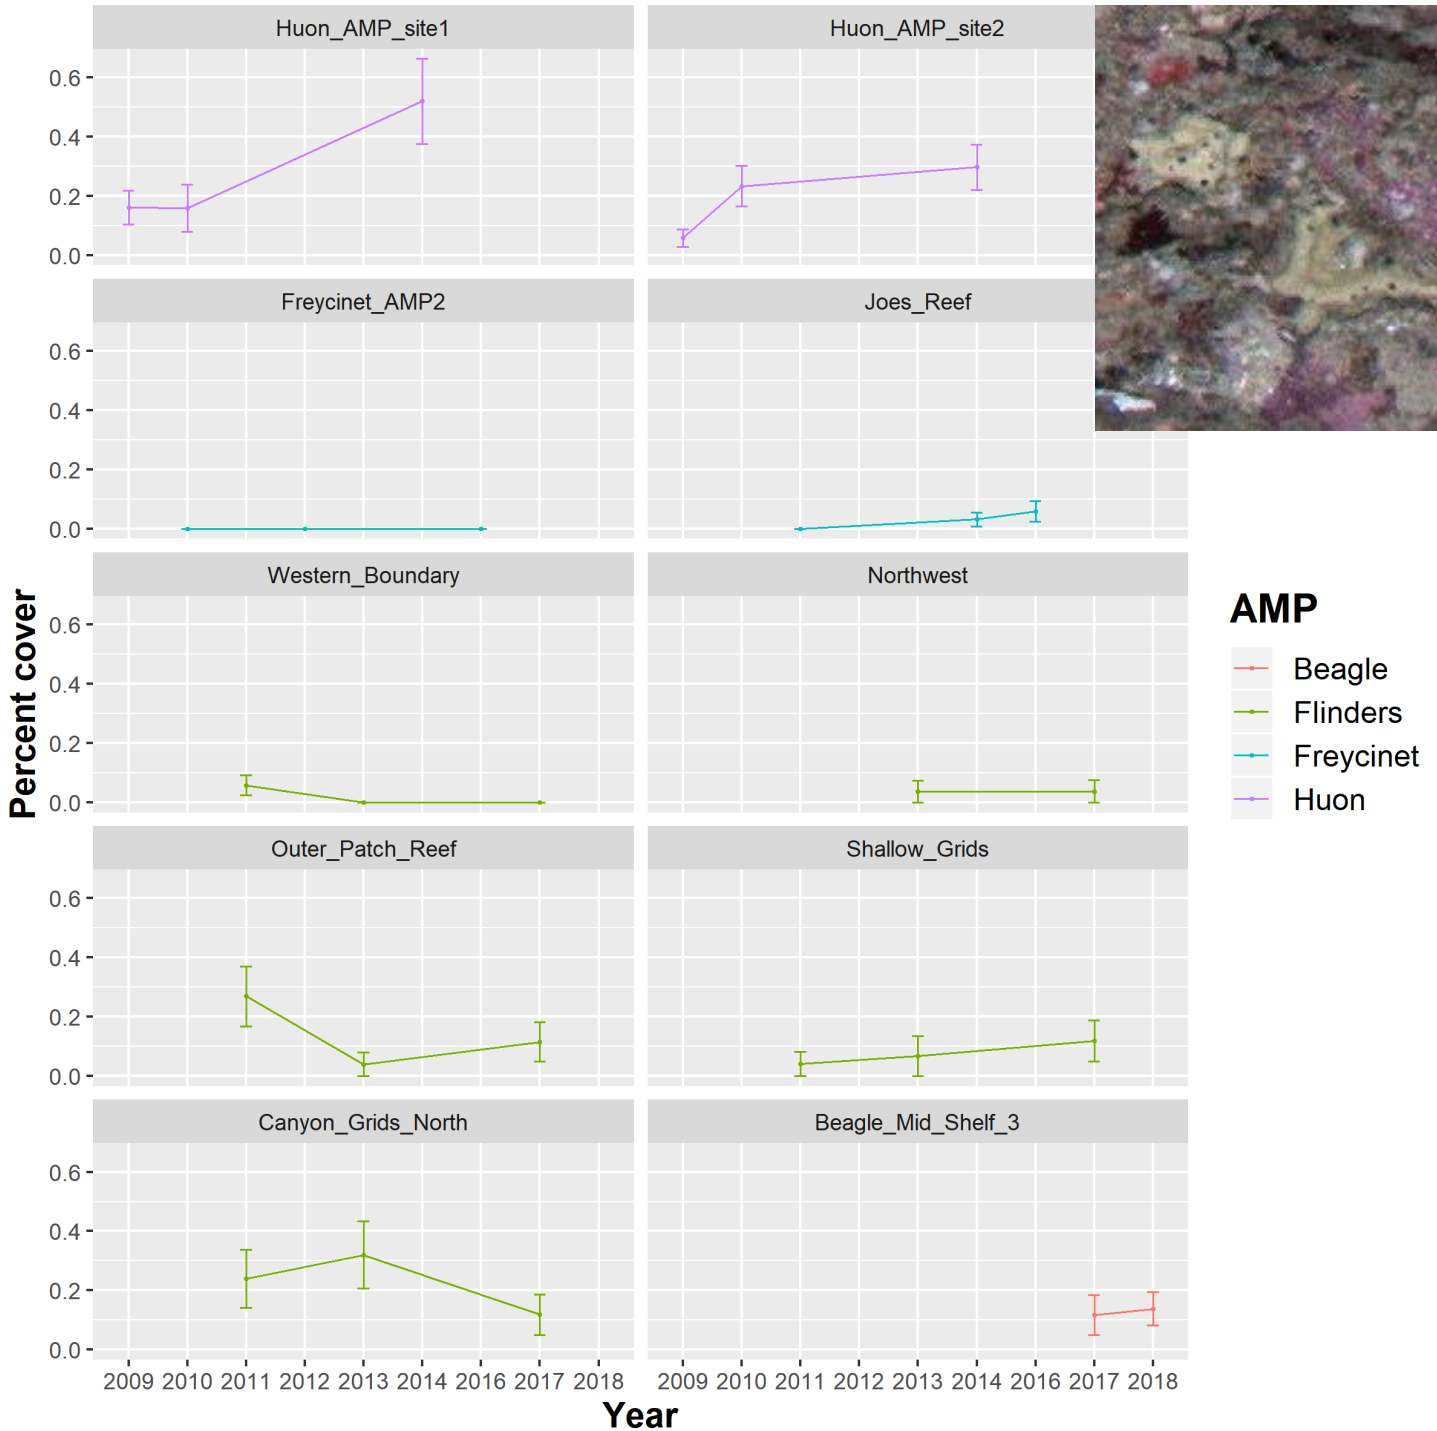 Huon_AMP_site1
Huon_AMP_site2
0.6
0.4
0.2
0.0
Freycinet_AMP2
Joes_Reef
0.6
0.4
0.2
0.0
Western_Boundary
Northwest
0.6
0.4
0.2
0.0
Outer_Patch_Reef
Shallow_Grids
0.6
0.4
0.2
0.0
Canyon_Grids_North
Beagle_Mid_Shelf_3
0.6
0.4
0.2
0.0
2009 2010 2011 2012 2013 2014 2016 2017 2018
2009 2010 2011 2012 2013 2014 2016 2017 2018
Year
Percent cover
AMP
Beagle
Flinders
Freycinet
Huon